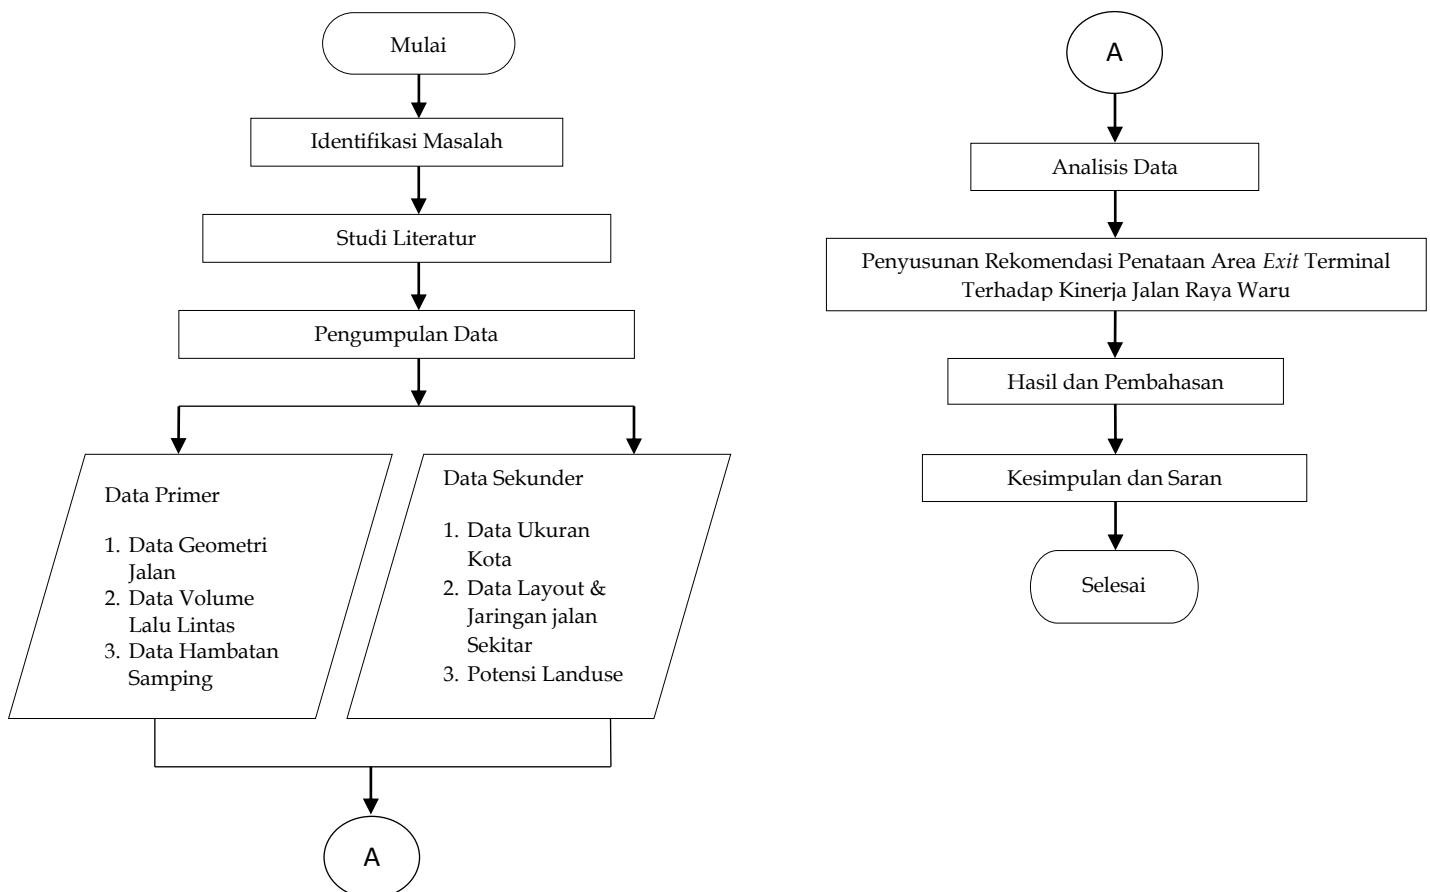 Mulai
Identifikasi Masalah
Studi Literatur
Pengumpulan Data
Data Primer
1. Data Geometri
Jalan
2. Data Volume
Lalu Lintas
3. Data Hambatan
Samping
Data Sekunder
1. Data Ukuran
Kota
2. Data Layout &
Jaringan jalan
Sekitar
3. Potensi Landuse
A
A
Analisis Data
Penyusunan Rekomendasi Penataan Area Exit Terminal
Terhadap Kinerja Jalan Raya Waru
Hasil dan Pembahasan
Kesimpulan dan Saran
Selesai